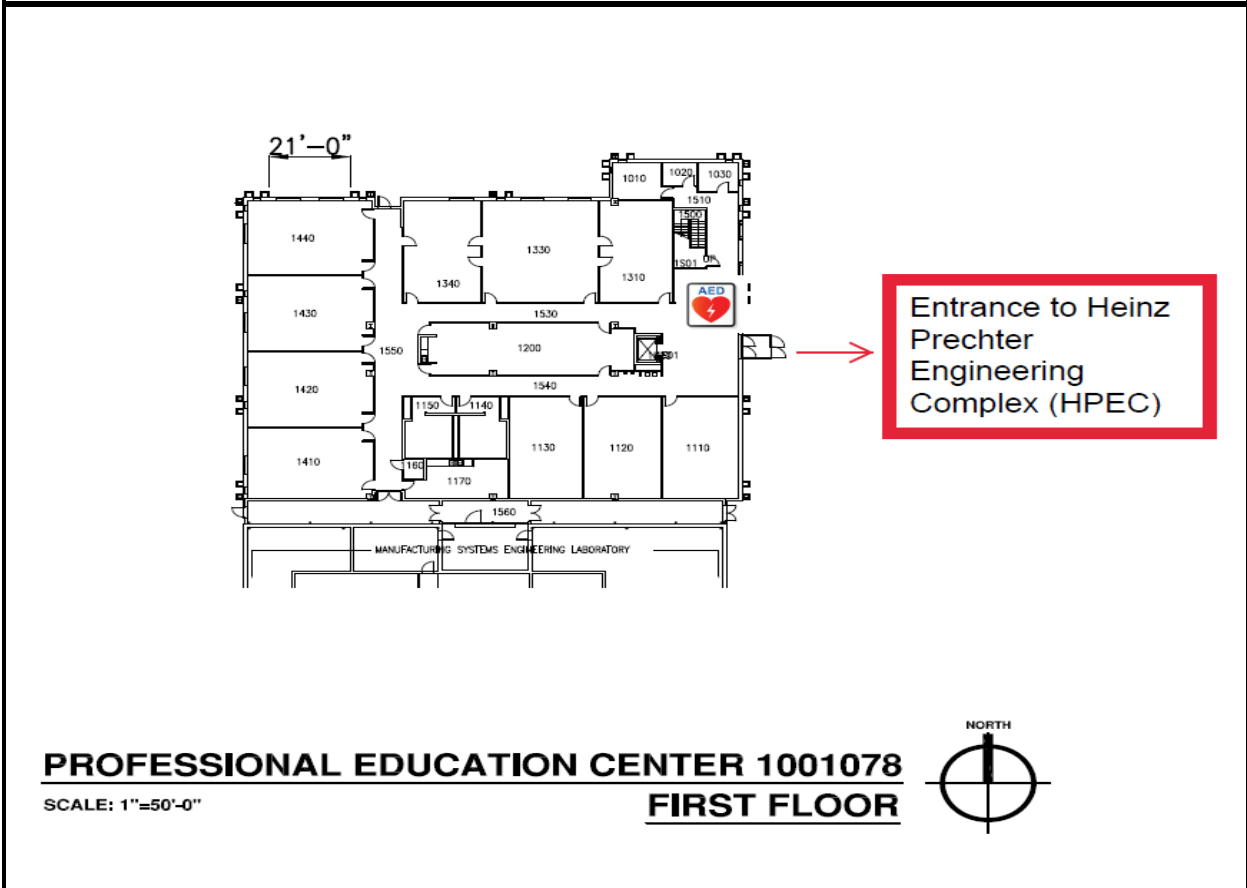 21'-0"
1010
1020
1030
1510
1500
1S01
UP
1440
1330
1340
1310
AED
1430
1530
1550
1200
1420
1540
1150
1140
1410
1130
1120
1110
1160
1170
1560
MANUFACTURING SYSTEMS ENGINEERING LABORATORY
Entrance to Heinz
Prechter
Engineering
Complex (HPEC)
NORTH
PROFESSIONAL EDUCATION CENTER 1001078
SCALE: 1"=50'-0"
FIRST FLOOR